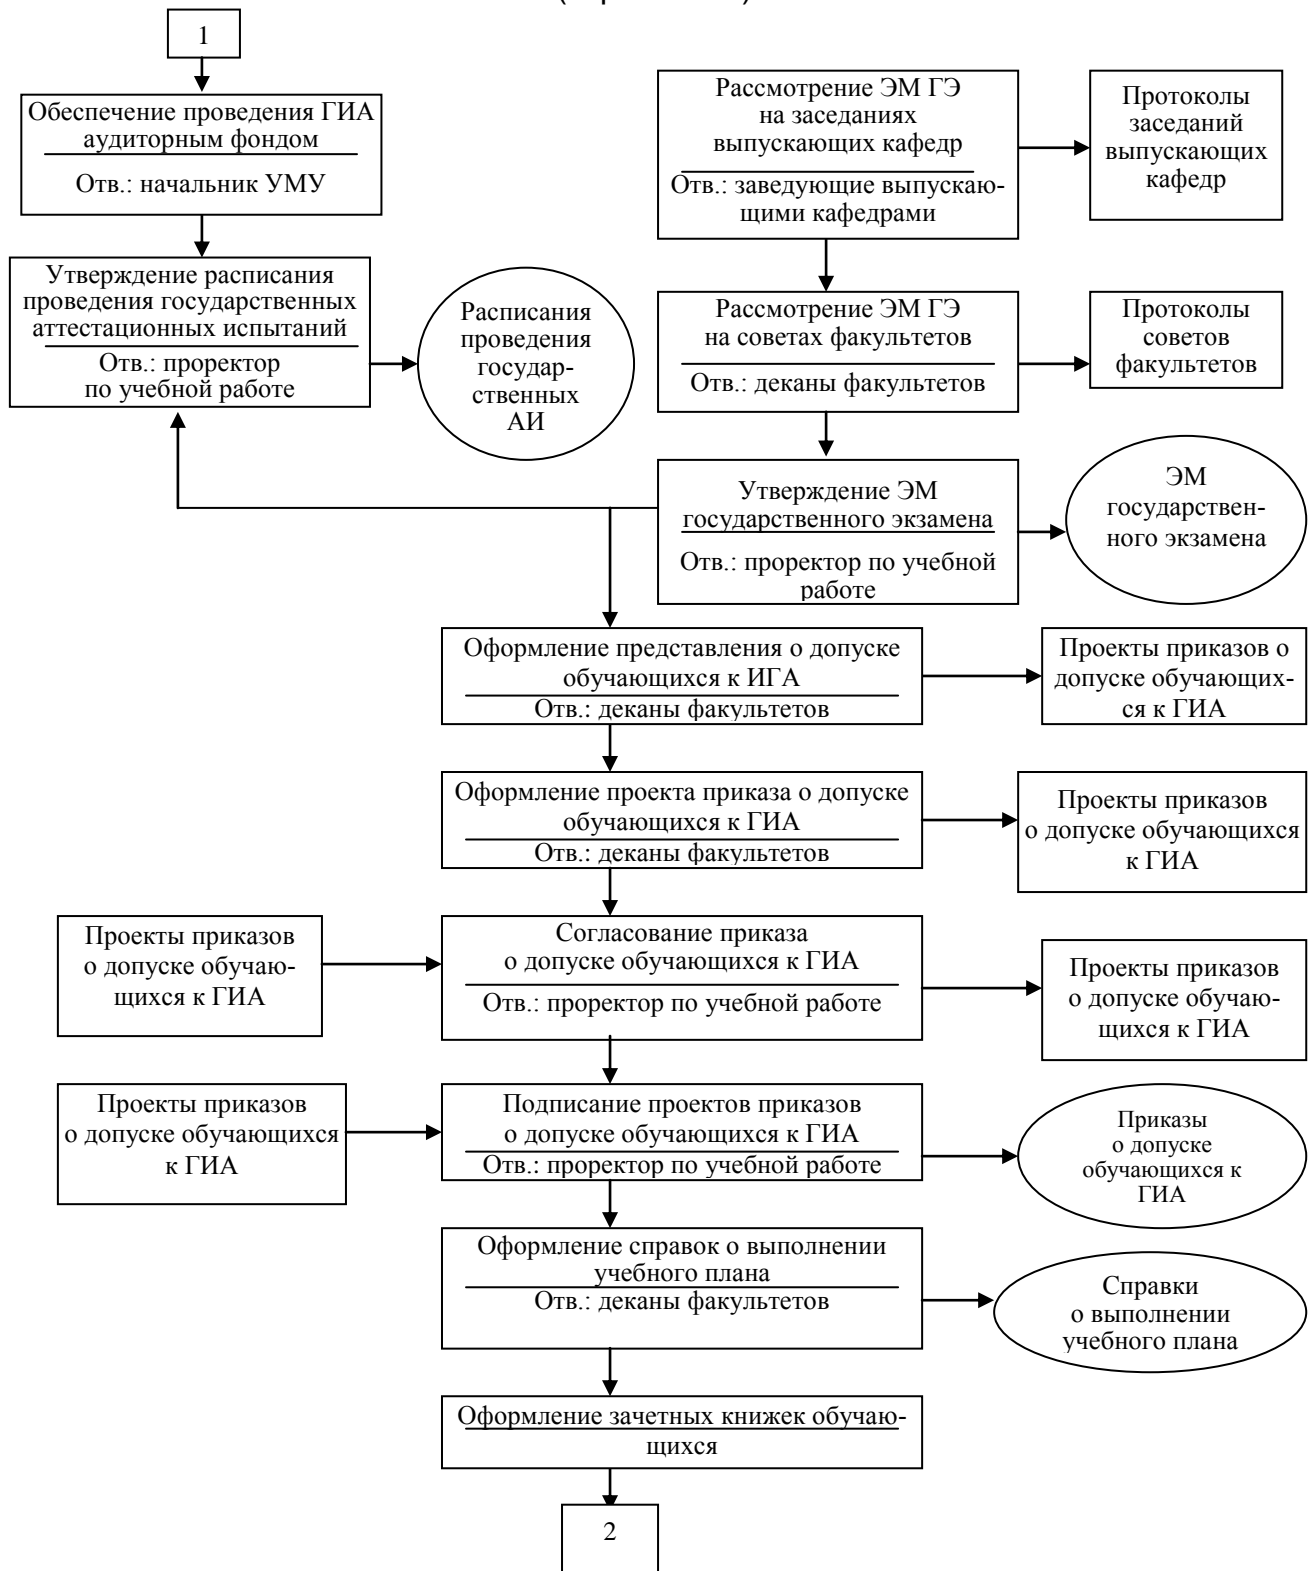 1
Обеспечение проведения ГИА
аудиторным фондом
Отв.: начальник УМУ
Рассмотрение ЭМ ГЭ
на заседаниях
выпускающих кафедр
Отв.: заведующие выпускаю-
щими кафедрами
Протоколы
заседаний
выпускающих
кафедр
Утверждение расписания
проведения государственных
аттестационных испытаний
Отв.: проректор
по учебной работе
Расписания
проведения
государ-
ственных
АИ
Рассмотрение ЭМ ГЭ
на советах факультетов
Отв.: деканы факультетов
Протоколы
советов
факультетов
Утверждение ЭМ
государственного экзамена
Отв.: проректор по учебной
работе
ЭМ
государствен-
ного экзамена
Оформление представления о допуске
обучающихся к ИГА
Отв.: деканы факультетов
Проекты приказов о
допуске обучающих-
ся к ГИА
Оформление проекта приказа о допуске
обучающихся к ГИА
Отв.: деканы факультетов
Проекты приказов
о допуске обучающихся
к ГИА
Проекты приказов
о допуске обучаю-
щихся к ГИА
Согласование приказа
о допуске обучающихся к ГИА
Отв.: проректор по учебной работе
Проекты приказов
о допуске обучаю-
щихся к ГИА
Проекты приказов
о допуске обучающихся
к ГИА
Подписание проектов приказов
о допуске обучающихся к ГИА
Отв.: проректор по учебной работе
Приказы
о допуске
обучающихся к
ГИА
Оформление справок о выполнении
учебного плана
Отв.: деканы факультетов
Справки
о выполнении
учебного плана
Оформление зачетных книжек обучаю-
щихся
2